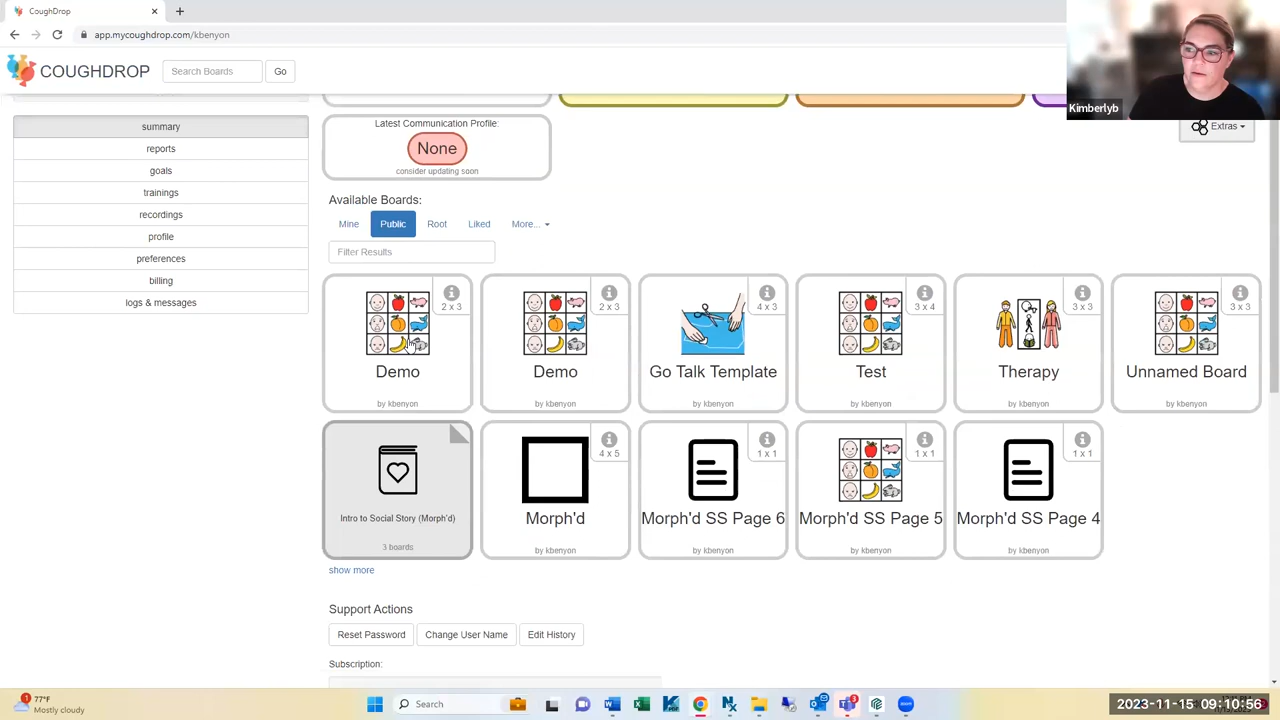 CoughDrop
app.mycoughdrop.com/kbenyon
COUGHDROP
Search Boards
Go
Kimberlyb
Extras
summary
reports
goals
trainings
recordings
profile
preferences
billing
logs & messages
Latest Communication Profile:
None
consider updating soon
Available Boards:
Mine
Public
Root
Liked
More...
Filter Results
2 x 3
Demo
by kbenyon
2 x 3
Demo
by kbenyon
4 x 3
Go Talk Template
by kbenyon
3 x 4
Test
by kbenyon
3 x 3
Therapy
by kbenyon
3 x 3
Unnamed Board
by kbenyon
Intro to Social Story (Morph'd)
3 boards
4 x 5
Morph'd
by kbenyon
1 x 1
Morph'd SS Page 6
by kbenyon
1 x 1
Morph'd SS Page 5
by kbenyon
1 x 1
Morph'd SS Page 4
by kbenyon
show more
Support Actions
Reset Password
Change User Name
Edit History
Subscription:
1
77°F
Mostly cloudy
Search
2023-11-15 09:10:56